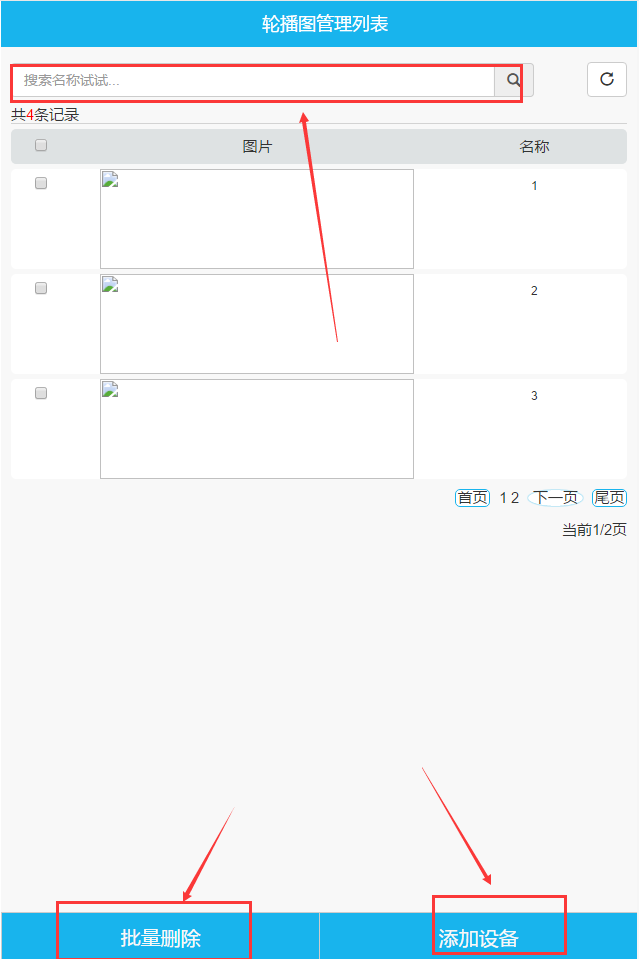 轮播图管理列表
搜索名称试试...
共4条记录
图片 名称
1
2
3
首页 1 2 下一页 尾页
当前1/2页
批量删除 添加设备